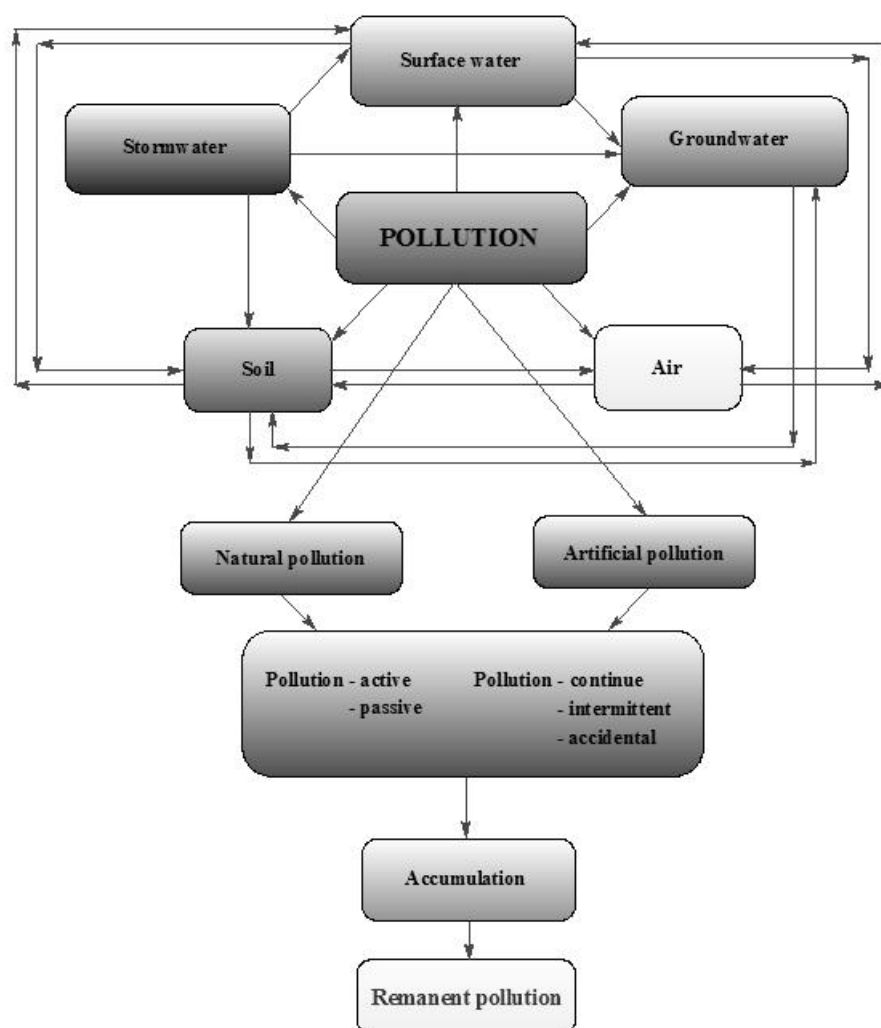 Surface water
Stormwater
Groundwater
POLLUTION
Soil
Air
Natural pollution
Artificial pollution
Pollution - active
- passive
Pollution - continue
- intermittent
- accidental
Accumulation
Remanent pollution